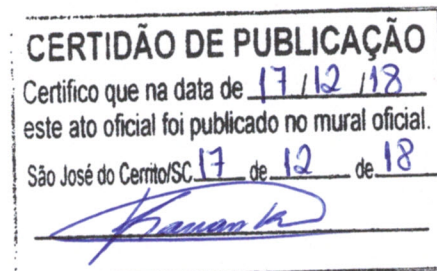 CERTIDÃO DE PUBLICAÇÃO
Certifico que na data de 17/12/18
este ato oficial foi publicado no mural oficial.
São José do Cerrito/SC 17 de 12 de 18